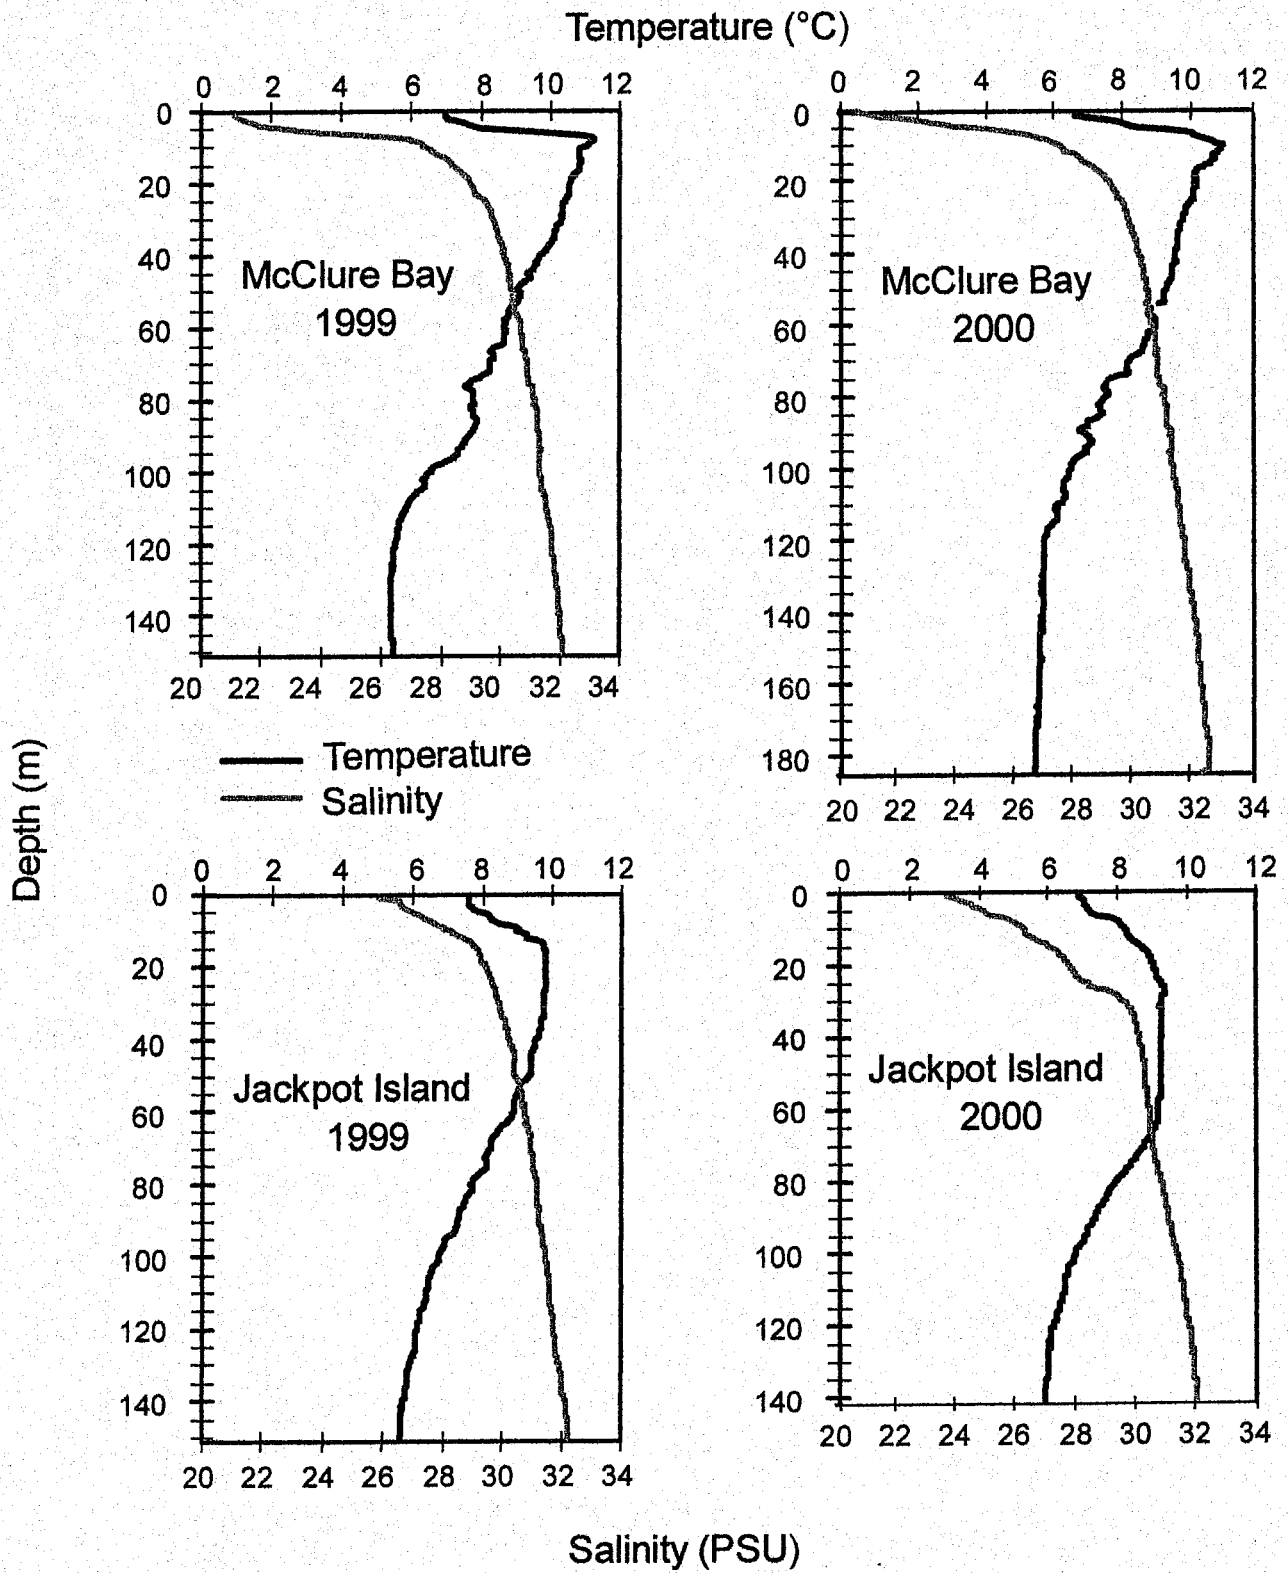 Temperature (°C)
0 2 4 6 8 10 12
0 2 4 6 8 10 12
0
20
40
60
80
100
120
140
McClure Bay
1999
20 22 24 26 28 30 32 34
0
20
40
60
80
100
120
140
160
180
McClure Bay
2000
20 22 24 26 28 30 32 34
Temperature
Salinity
Depth (m)
0 2 4 6 8 10 12
0 2 4 6 8 10 12
0
20
40
60
80
100
120
140
Jackpot Island
1999
20 22 24 26 28 30 32 34
0
20
40
60
80
100
120
140
Jackpot Island
2000
20 22 24 26 28 30 32 34
Salinity (PSU)